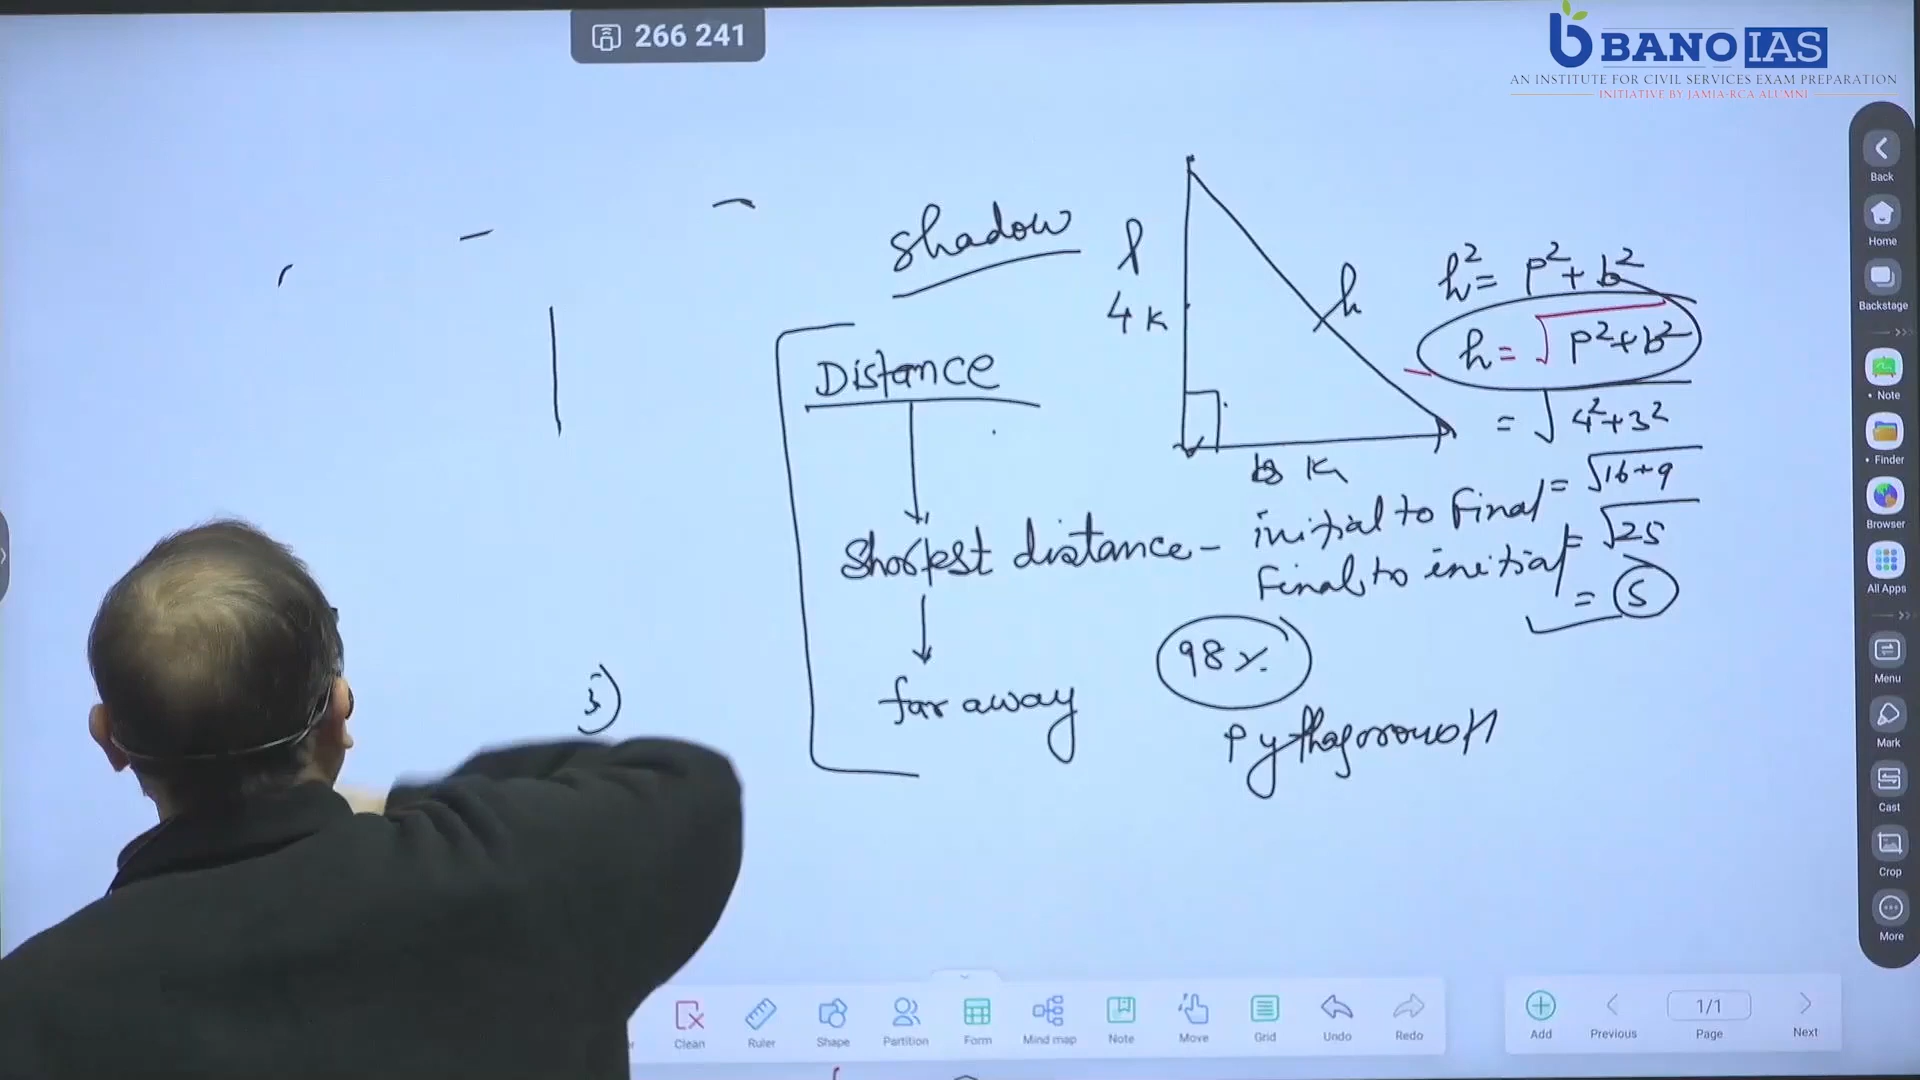 266 241
BANO IAS
AN INSTITUTE FOR CIVIL SERVICES EXAM PREPARATION
INITIATIVE BY JAMIA-RCA ALUMNI
shadow
4 K
h
K
h² = p² + b²
h = √p²+b²
= √4²+3²
= √16+9
= √25
= 5
Distance
Shortest distance - initial to Final
Final to initial
far away
98%
Back
Home
Backstage
Note
Finder
Browser
All Apps
Menu
Mark
Cast
Crop
More
Clean
Ruler
Shape
Partition
Form
Mind map
Note
Move
Grid
Undo
Redo
Add
Previous
1/1
Page
Next